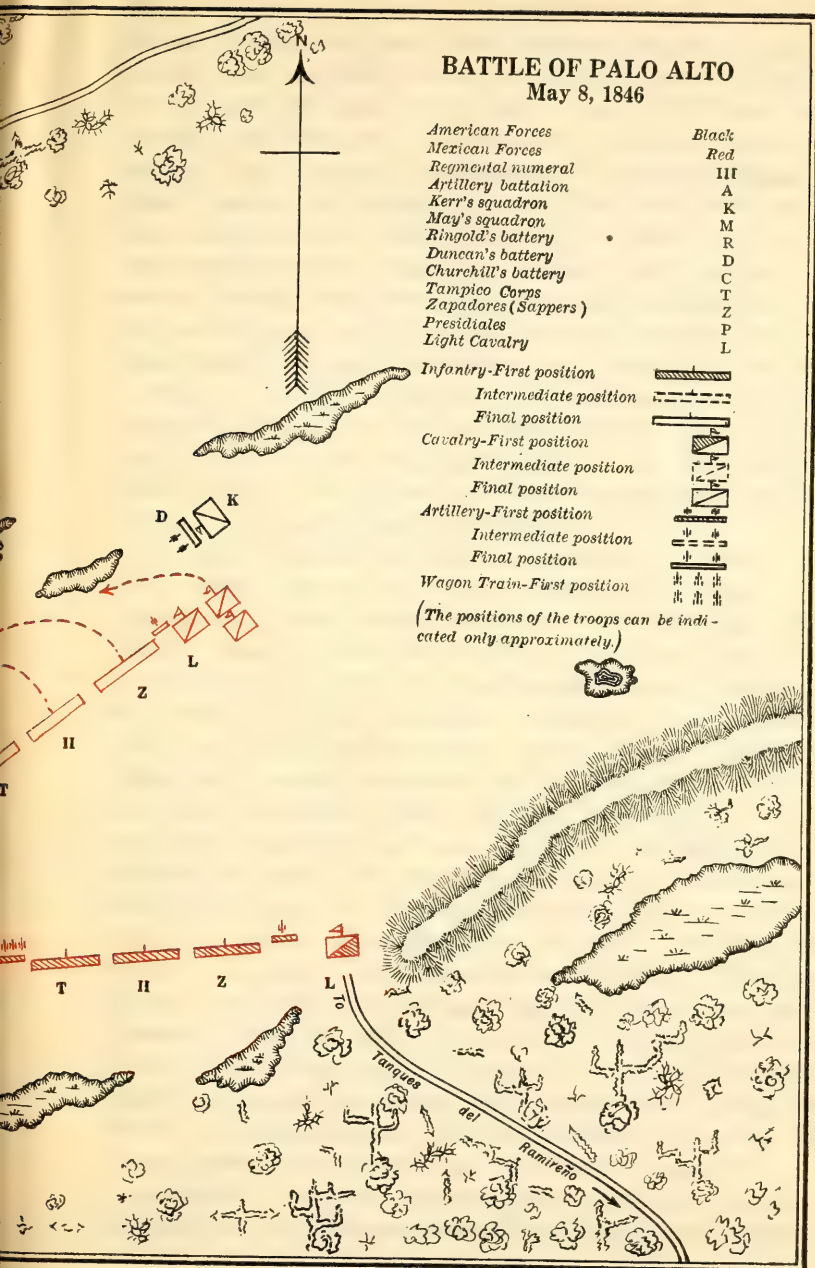 N
BATTLE OF PALO ALTO
May 8, 1846
American Forces Black
Mexican Forces Red
Regmental numeral III
Artillery battalion A
Kerr's squadron K
May's squadron M
Ringold's battery R
Duncan's battery D
Churchill's battery C
Tampico Corps T
Zapadores (Sappers) Z
Presidiales P
Light Cavalry L
Infantry-First position
Intermediate position
Final position
Cavalry-First position
Intermediate position
Final position
Artillery-First position
Intermediate position
Final position
Wagon Train-First position
(The positions of the troops can be indi-
cated only approximately.)
D K
L
Z
II
T
T II Z L
To Tanques del Ramireño